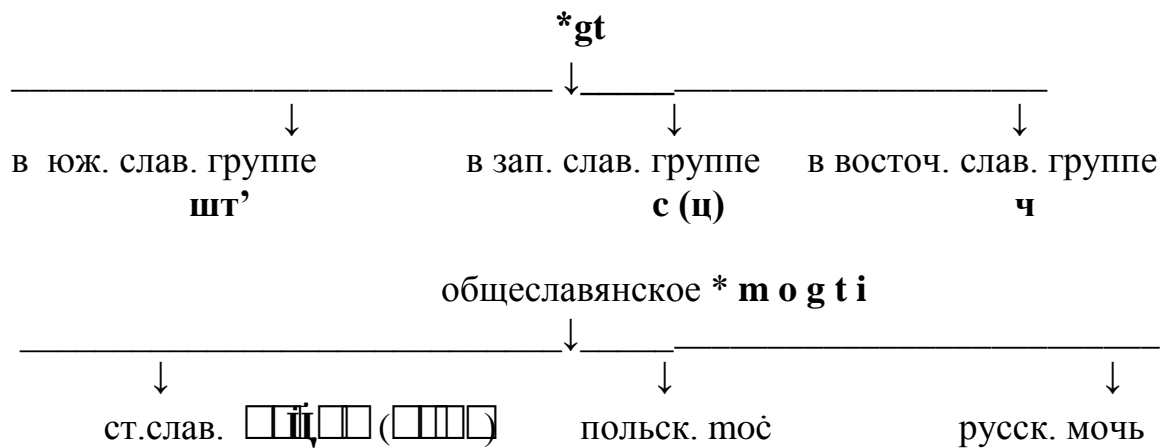 *gt
↓
↓ ↓ ↓
в юж. слав. группе в зап. слав. группе в восточ. слав. группе
шт’ с (ц) ч
общеславянское * m o g t i
↓
↓ ↓ ↓
ст.слав. польск. moċ русск. мочь